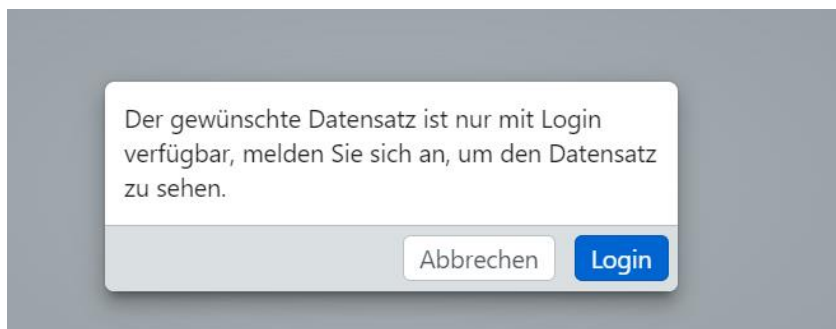 Der gewünschte Datensatz ist nur mit Login
verfügbar, melden Sie sich an, um den Datensatz
zu sehen.
Abbrechen Login